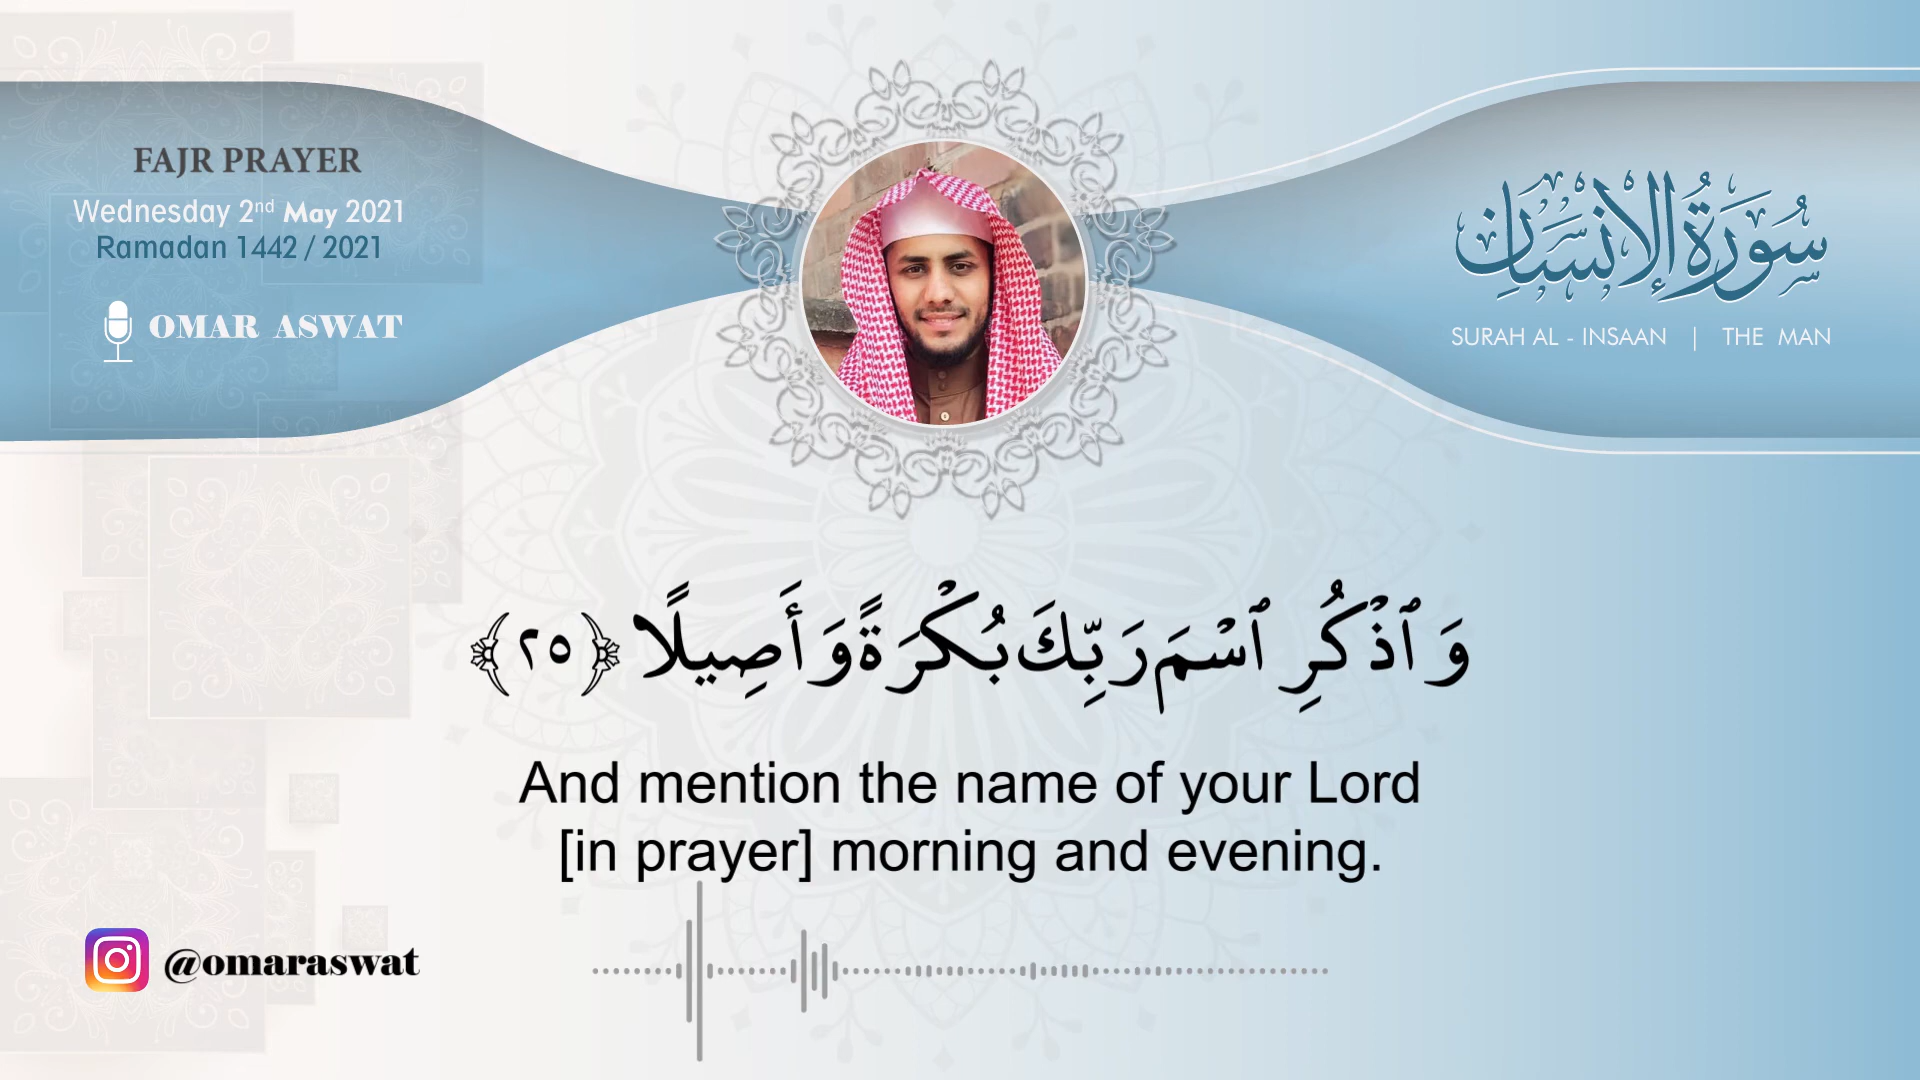 FAJR PRAYER
Wednesday 2nd May 2021
Ramadan 1442 / 2021
OMAR ASWAT
سُورَةُ الإِنسَانِ
SURAH AL - INSAAN | THE MAN
وَٱذْكُرِ ٱسْمَ رَبِّكَ بُكْرَةً وَأَصِيلًا ﴿٢٥﴾
And mention the name of your Lord
[in prayer] morning and evening.
@omaraswat